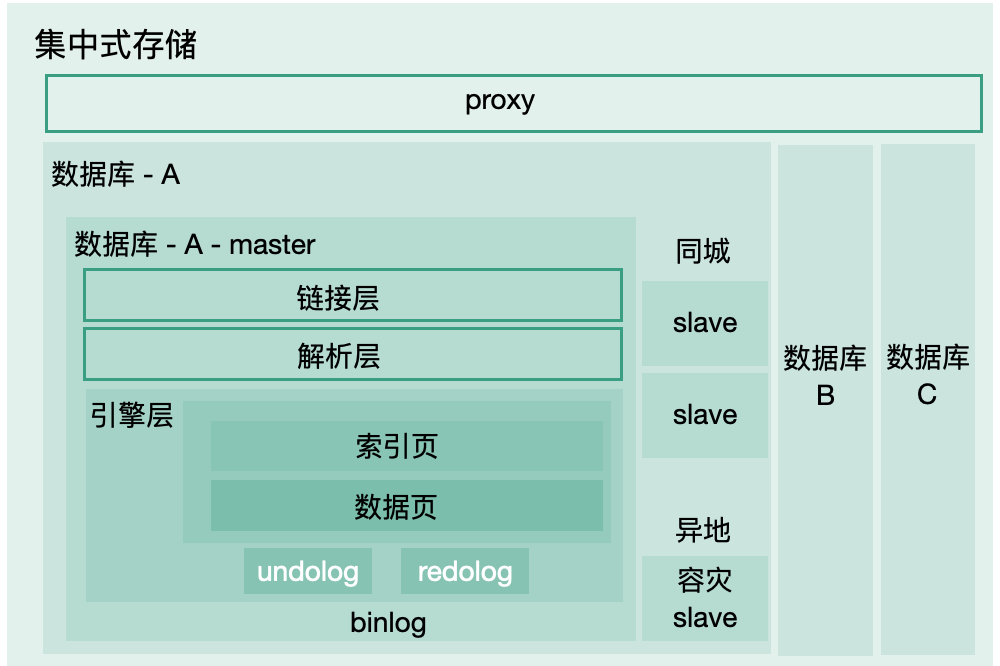 集中式存储
proxy
数据库 - A
数据库 - A - master
链接层
解析层
引擎层
索引页
数据页
undolog
redolog
binlog
同城
slave
slave
异地
容灾
slave
数据库
B
数据库
C